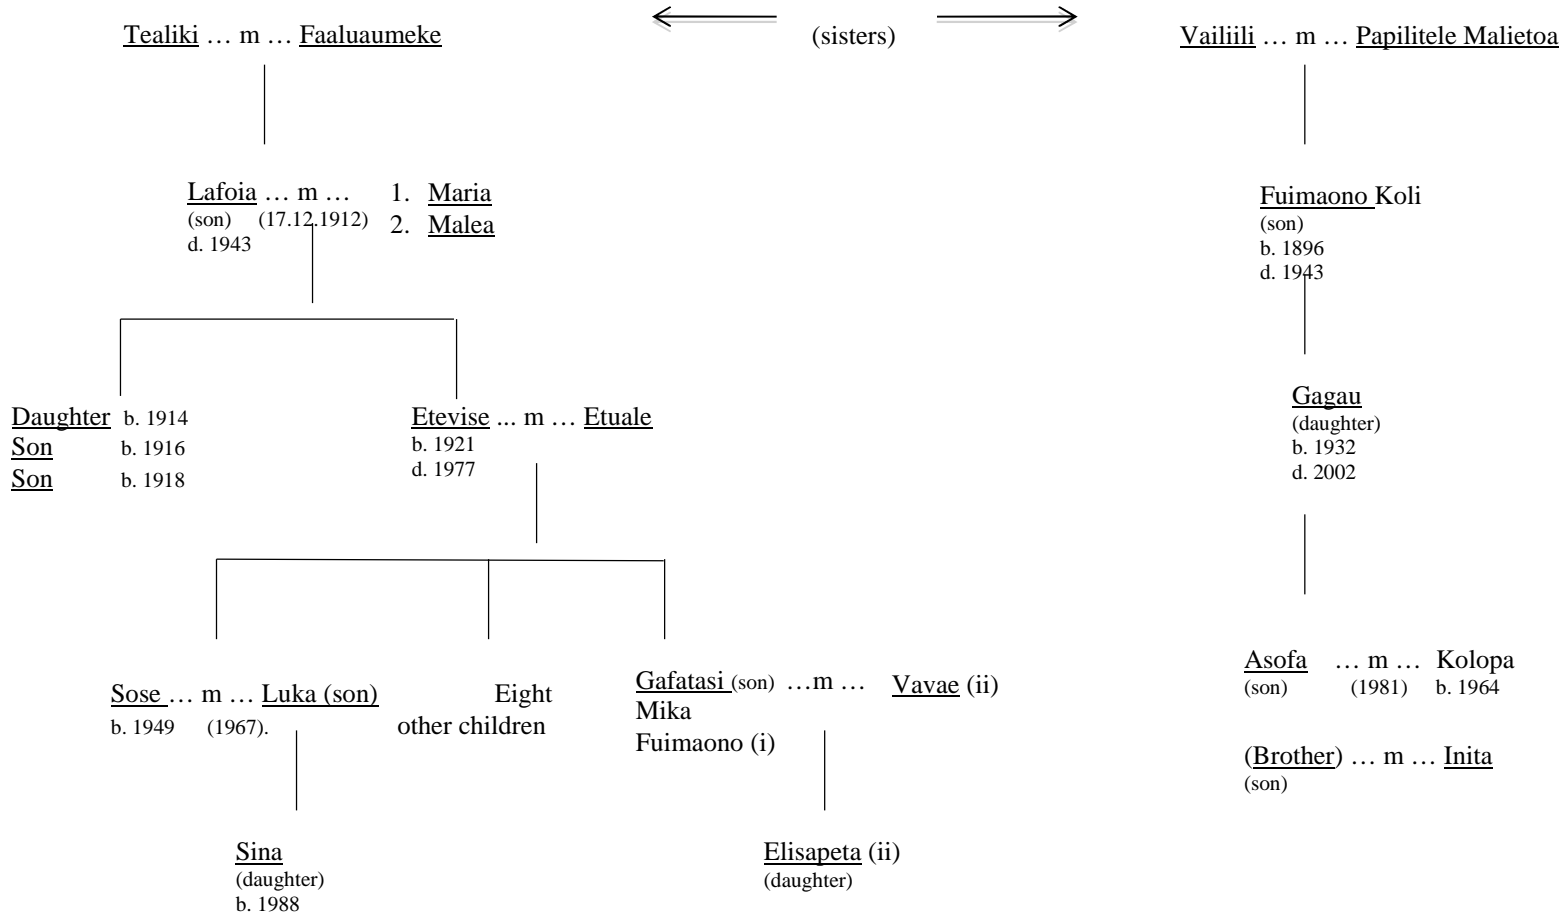 Tealiki … m … Faaluaumeke
(sisters)
Vailiili … m … Papilitele Malietoa
Lafoia … m …
(son) (17.12.1912)
d. 1943
1. Maria
2. Malea
Fuimaono Koli
(son)
b. 1896
d. 1943
Daughter b. 1914
Son b. 1916
Son b. 1918
Etevise ... m … Etuale
b. 1921
d. 1977
Gagau
(daughter)
b. 1932
d. 2002
Sose … m … Luka (son)
b. 1949 (1967).
Eight
other children
Gafatasi (son) …m … Vavae (ii)
Mika
Fuimaono (i)
Asofa … m … Kolopa
(son) (1981) b. 1964
(Brother) … m … Inita
(son)
Sina
(daughter)
b. 1988
Elisapeta (ii)
(daughter)